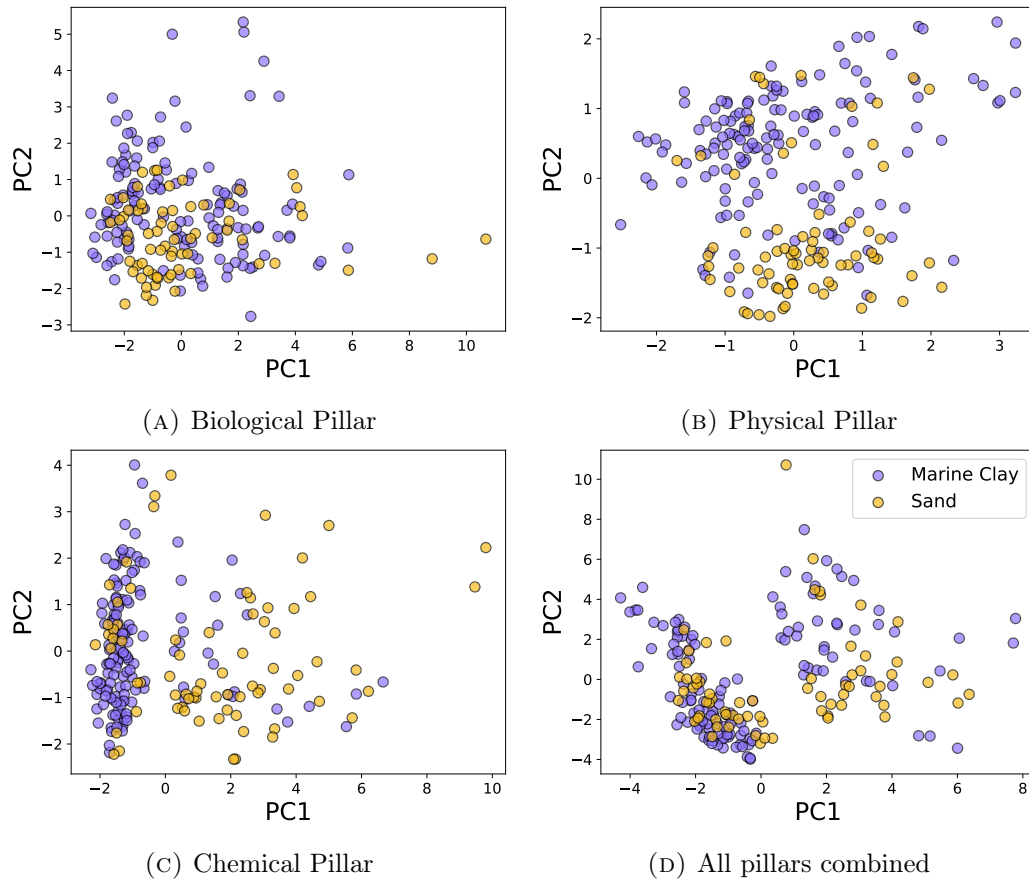 5
4
3
2
1
0
−1
−2
−3
PC2
−2 0 2 4 6 8 10
PC1
(A) Biological Pillar
2
1
0
−1
−2
PC2
−2 −1 0 1 2 3
PC1
(B) Physical Pillar
4
3
2
1
0
−1
−2
PC2
−2 0 2 4 6 8 10
PC1
(C) Chemical Pillar
Marine Clay
Sand
10
8
6
4
2
0
−2
−4
PC2
−4 −2 0 2 4 6 8
PC1
(D) All pillars combined